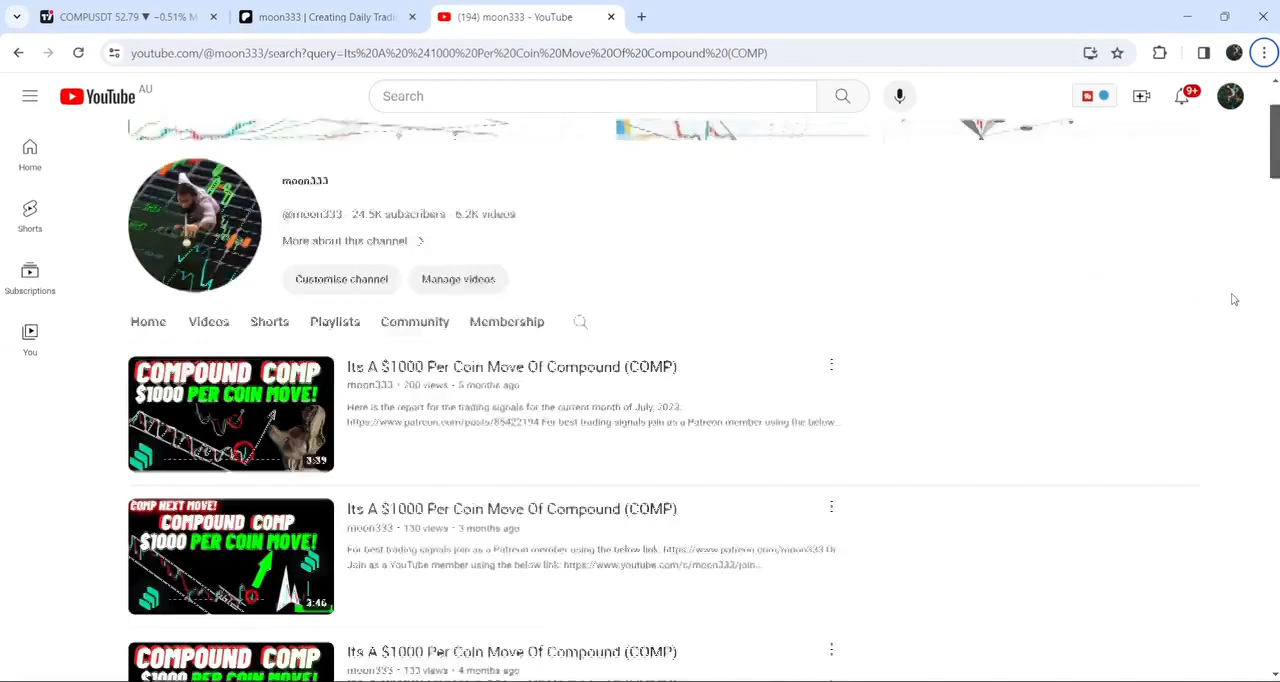 COMPUSDT 52.79 ▼ −0.51% M
moon333 | Creating Daily Tradi
(194) moon333 - YouTube
youtube.com/@moon333/search?query=Its%20A%20%241000%20Per%20Coin%20Move%20Of%20Compound%20(COMP)
YouTube AU
Search
9+
Home
Shorts
Subscriptions
You
moon333
@moon333 · 24.5K subscribers · 6.2K videos
More about this channel
Customise channel
Manage videos
Home Videos Shorts Playlists Community Membership
COMPOUND COMP
$1000 PER COIN MOVE!
Its A $1000 Per Coin Move Of Compound (COMP)
moon333 • 200 views • 5 months ago
Here is the report for the trading signals for the current month of July, 2023.
https://www.patreon.com/posts/85422194 For best trading signals join as a Patreon member using the below...
COMP NEXT MOVE!
COMPOUND COMP
$1000 PER COIN MOVE!
3:46
Its A $1000 Per Coin Move Of Compound (COMP)
moon333 • 130 views • 3 months ago
For best trading signals join as a Patreon member using the below link. https://www.patreon.com/moon333 Or
Join as a YouTube member using the below link: https://www.youtube.com/c/moon333/join...
COMPOUND COMP
$1000 PER COIN MOVE!
Its A $1000 Per Coin Move Of Compound (COMP)
moon333 • 133 views • 4 months ago